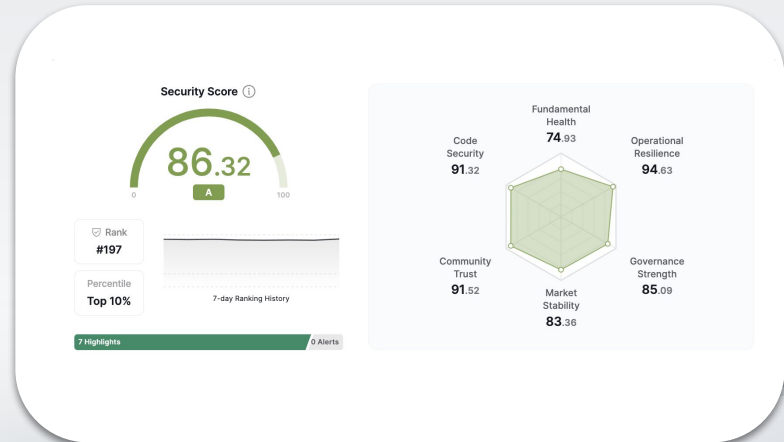 Security Score
86.32
A
0
100
Rank
#197
Percentile
Top 10%
7-day Ranking History
7 Highlights
0 Alerts
Fundamental
Health
74.93
Code
Security
91.32
Operational
Resilience
94.63
Community
Trust
91.52
Governance
Strength
85.09
Market
Stability
83.36